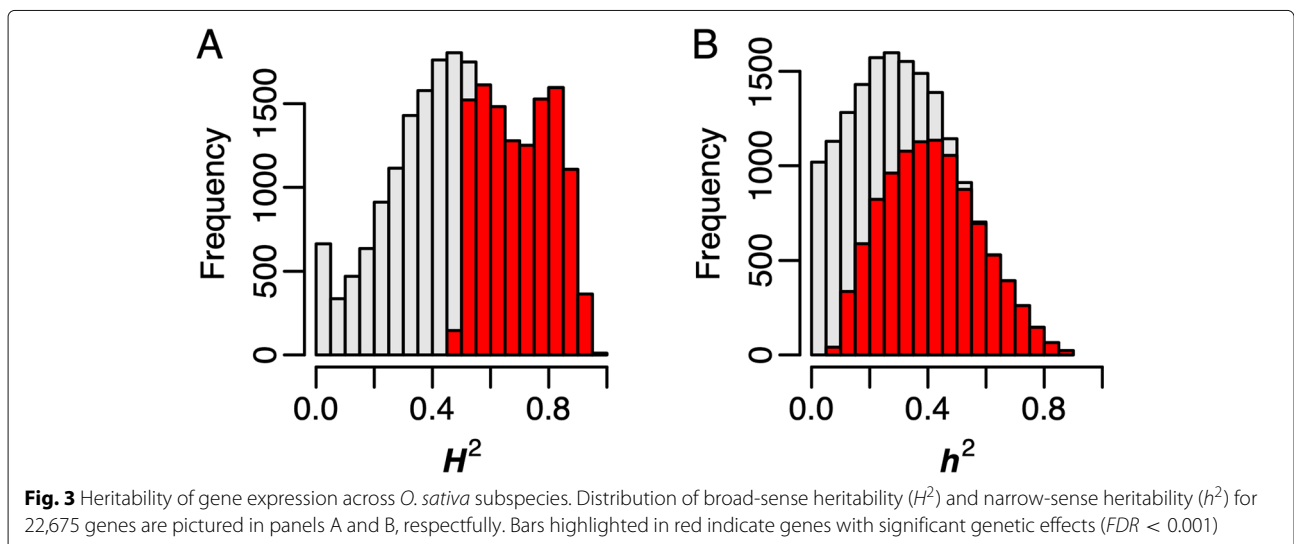 A
Frequency
0 500 1000 1500
0.0 0.4 0.8
H²
B
Frequency
0 500 1000 1500
0.0 0.4 0.8
h²
Fig. 3 Heritability of gene expression across O. sativa subspecies. Distribution of broad-sense heritability (H²) and narrow-sense heritability (h²) for
22,675 genes are pictured in panels A and B, respectfully. Bars highlighted in red indicate genes with significant genetic effects (FDR < 0.001)